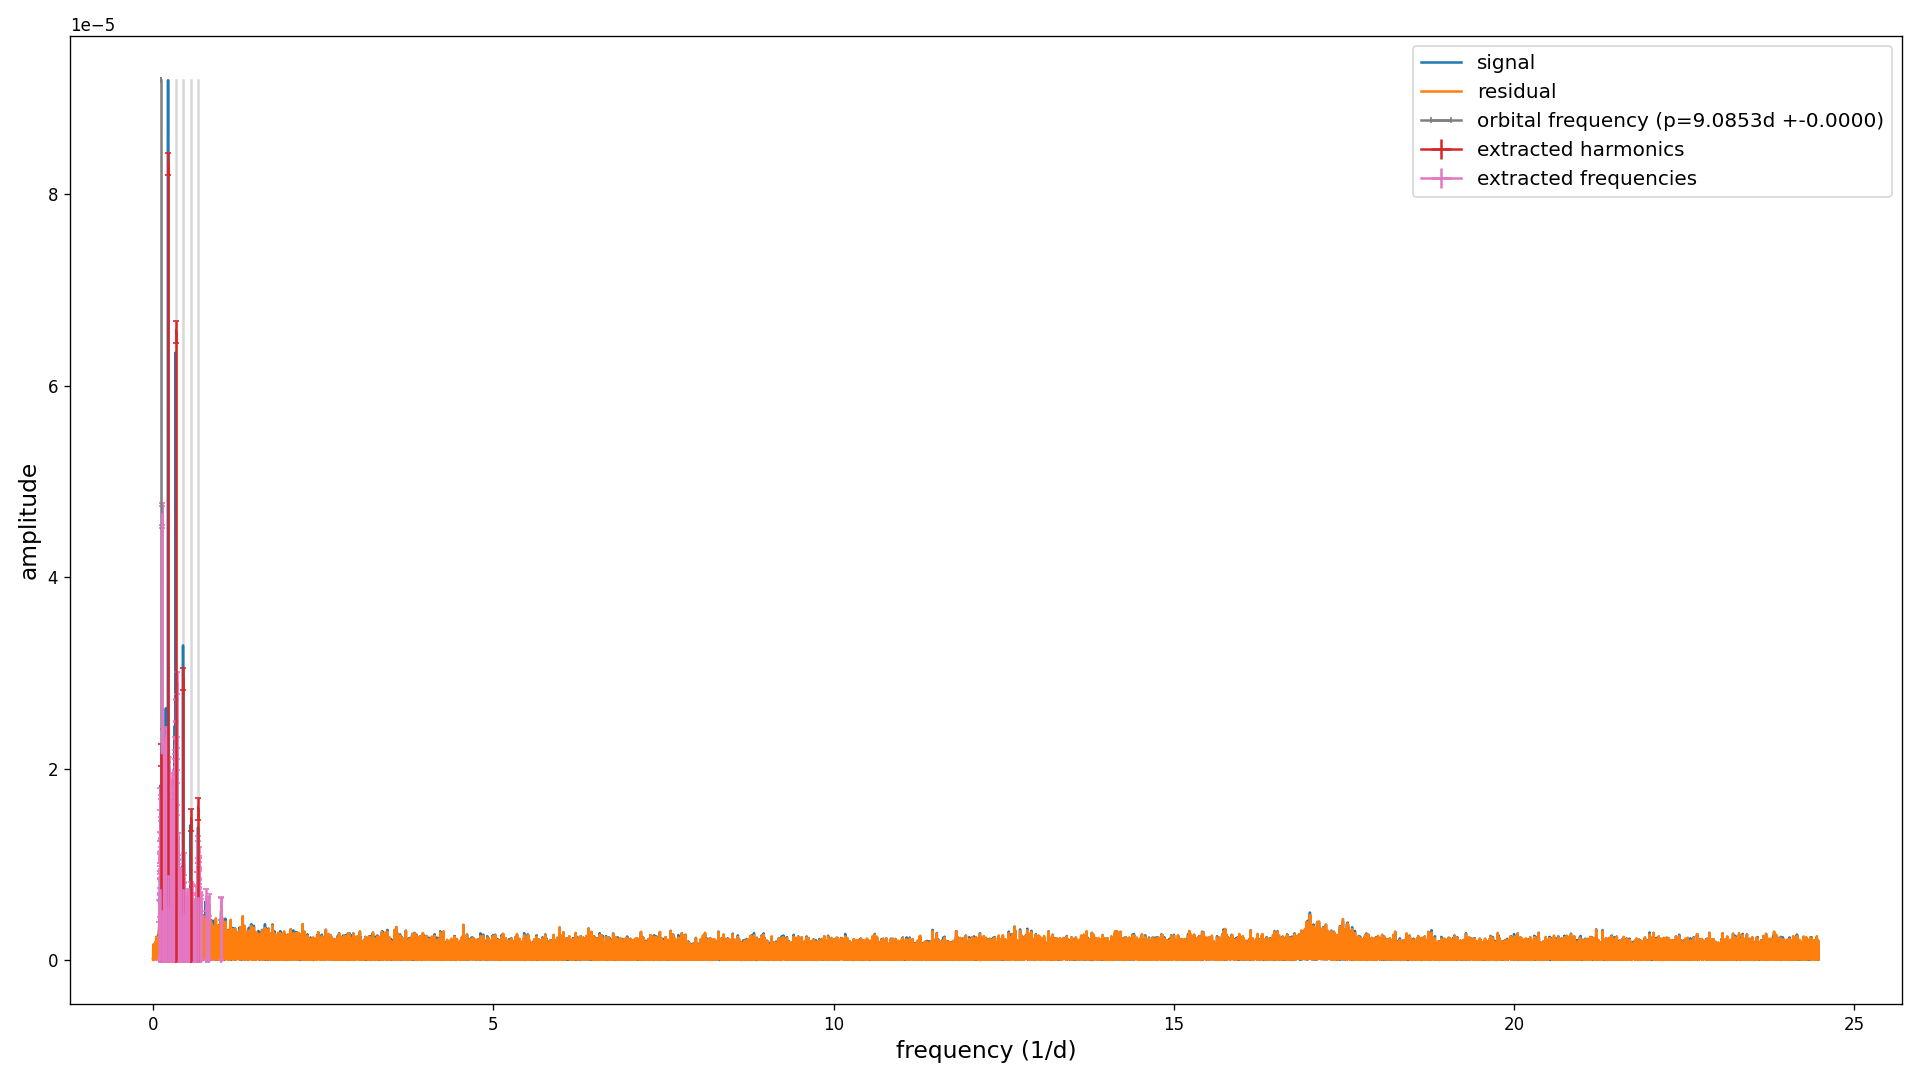 1e−5
signal
residual
orbital frequency (p=9.0853d +-0.0000)
extracted harmonics
extracted frequencies
8
6
4
2
0
amplitude
0 5 10 15 20 25
frequency (1/d)